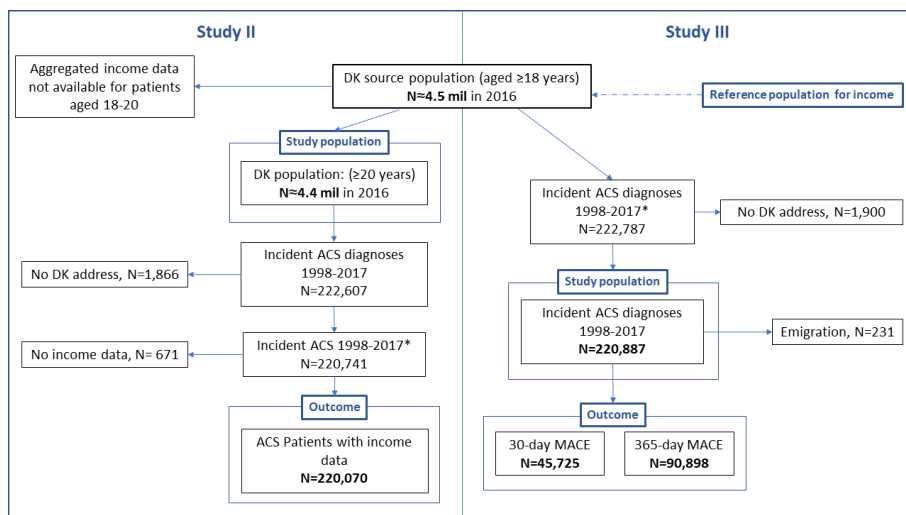 Study II
Study III
Aggregated income data
not available for patients
aged 18-20
DK source population (aged ≥18 years)
N≈4.5 mil in 2016
Reference population for income
Study population
DK population: (≥20 years)
N≈4.4 mil in 2016
Incident ACS diagnoses
1998-2017*
N=222,787
No DK address, N=1,900
Incident ACS diagnoses
1998-2017
N=222,607
No DK address, N=1,866
Study population
Incident ACS diagnoses
1998-2017
N=220,887
Emigration, N=231
Incident ACS 1998-2017*
N=220,741
No income data, N= 671
Outcome
ACS Patients with income
data
N=220,070
Outcome
30-day MACE
N=45,725
365-day MACE
N=90,898